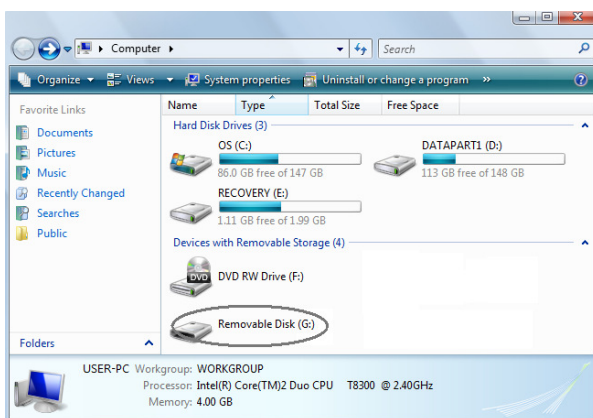 Computer
Search
Organize Views System properties Uninstall or change a program »
Favorite Links
Documents
Pictures
Music
Recently Changed
Searches
Public
Folders
Name Type Total Size Free Space
Hard Disk Drives (3)
OS (C:)
86.0 GB free of 147 GB
DATAPART1 (D:)
113 GB free of 148 GB
RECOVERY (E:)
1.11 GB free of 1.99 GB
Devices with Removable Storage (4)
DVD
DVD RW Drive (F:)
Removable Disk (G:)
USER-PC Workgroup: WORKGROUP
Processor: Intel(R) Core(TM)2 Duo CPU T8300 @ 2.40GHz
Memory: 4.00 GB